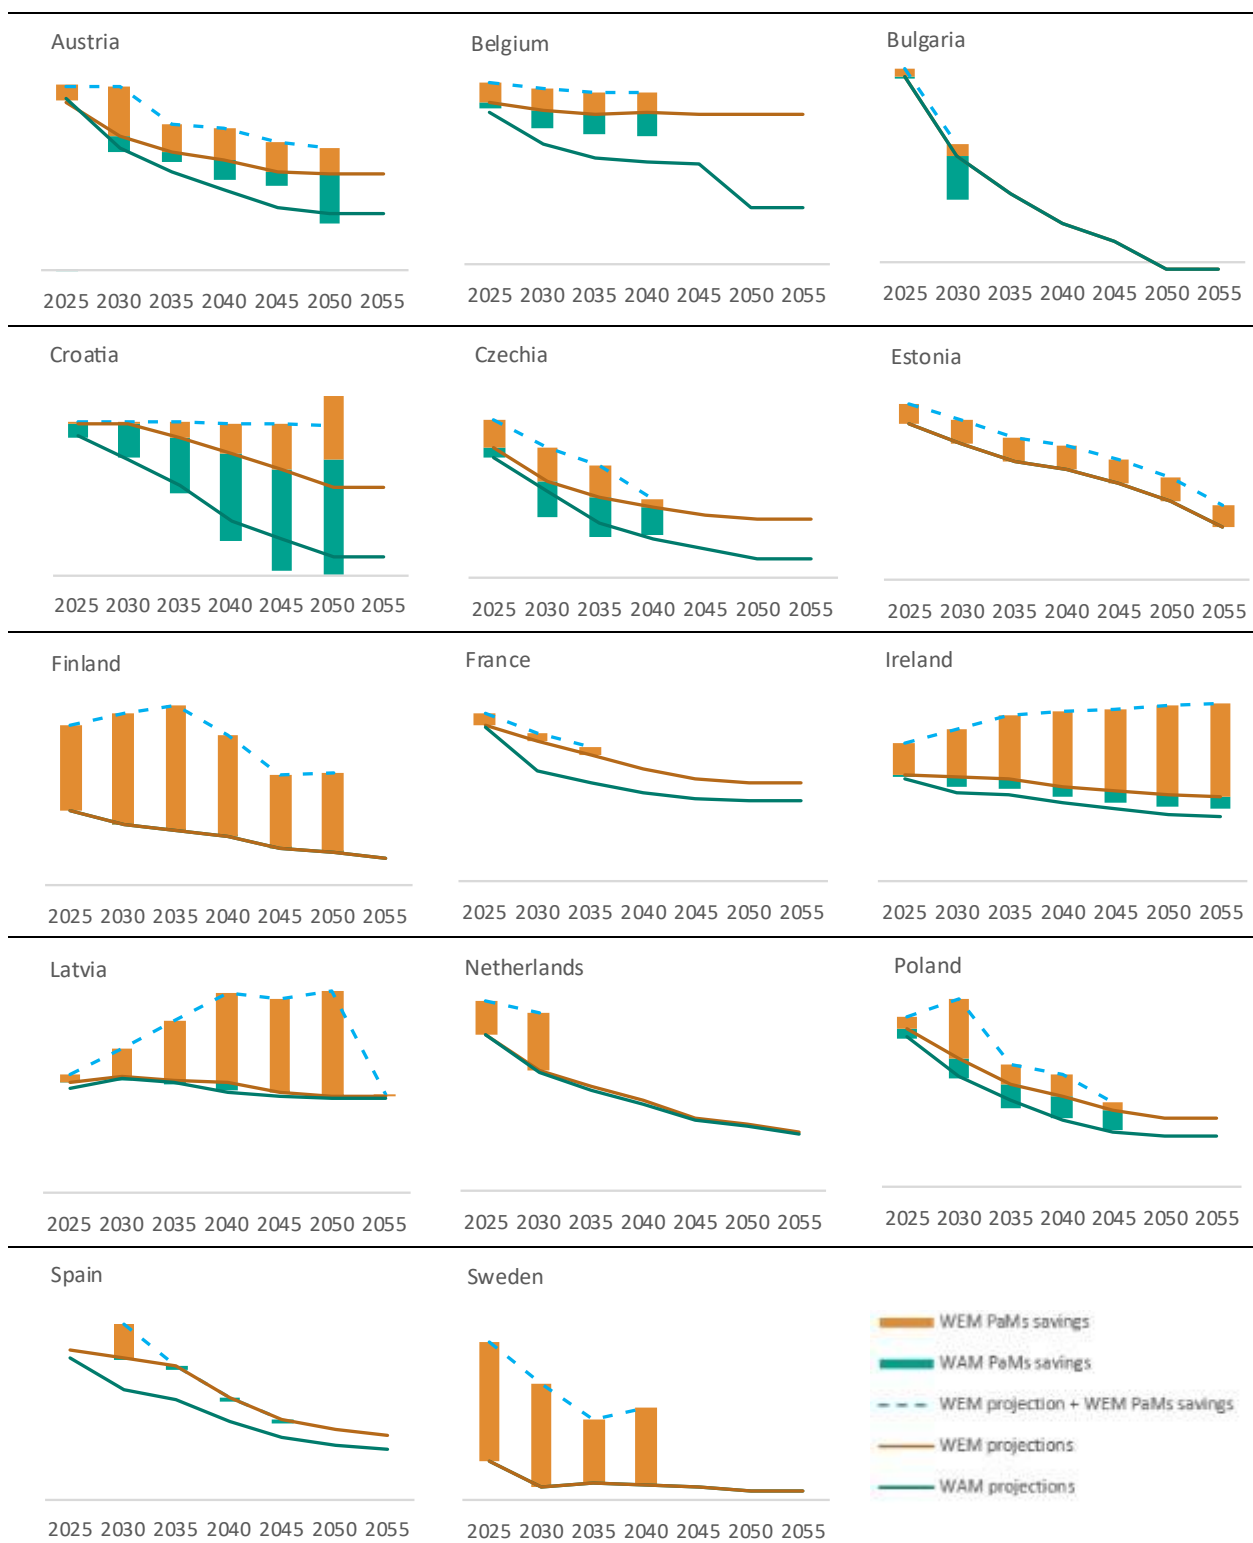 Austria
Belgium
Bulgaria
2025 2030 2035 2040 2045 2050 2055
2025 2030 2035 2040 2045 2050 2055
2025 2030 2035 2040 2045 2050 2055
Croatia
Czechia
Estonia
2025 2030 2035 2040 2045 2050 2055
2025 2030 2035 2040 2045 2050 2055
2025 2030 2035 2040 2045 2050 2055
Finland
France
Ireland
2025 2030 2035 2040 2045 2050 2055
2025 2030 2035 2040 2045 2050 2055
2025 2030 2035 2040 2045 2050 2055
Latvia
Netherlands
Poland
2025 2030 2035 2040 2045 2050 2055
2025 2030 2035 2040 2045 2050 2055
2025 2030 2035 2040 2045 2050 2055
Spain
Sweden
2025 2030 2035 2040 2045 2050 2055
2025 2030 2035 2040 2045 2050 2055
WEM PaMs savings
WAM PaMs savings
WEM projection + WEM PaMs savings
WEM projections
WAM projections